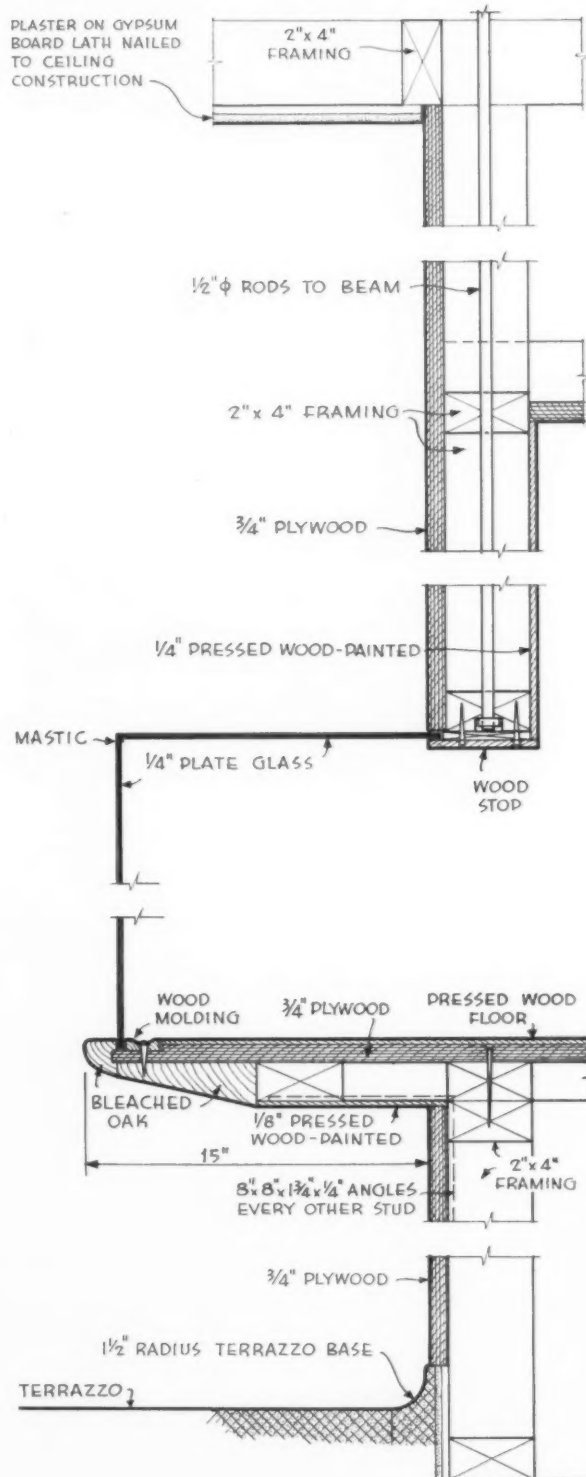 PLASTER ON GYPSUM
BOARD LATH NAILED
TO CEILING
CONSTRUCTION
2" x 4"
FRAMING
1/2" ϕ RODS TO BEAM
2" x 4" FRAMING
3/4" PLYWOOD
1/4" PRESSED WOOD-PAINTED
MASTIC
1/4" PLATE GLASS
WOOD
STOP
WOOD
MOLDING
3/4" PLYWOOD
PRESSED WOOD
FLOOR
BLEACHED
OAK
1/8" PRESSED
WOOD-PAINTED
15"
2" x 4"
FRAMING
8" x 8" x 1 3/4" x 1/4" ANGLES
EVERY OTHER STUD
3/4" PLYWOOD
1 1/2" RADIUS TERRAZZO BASE
TERRAZZO